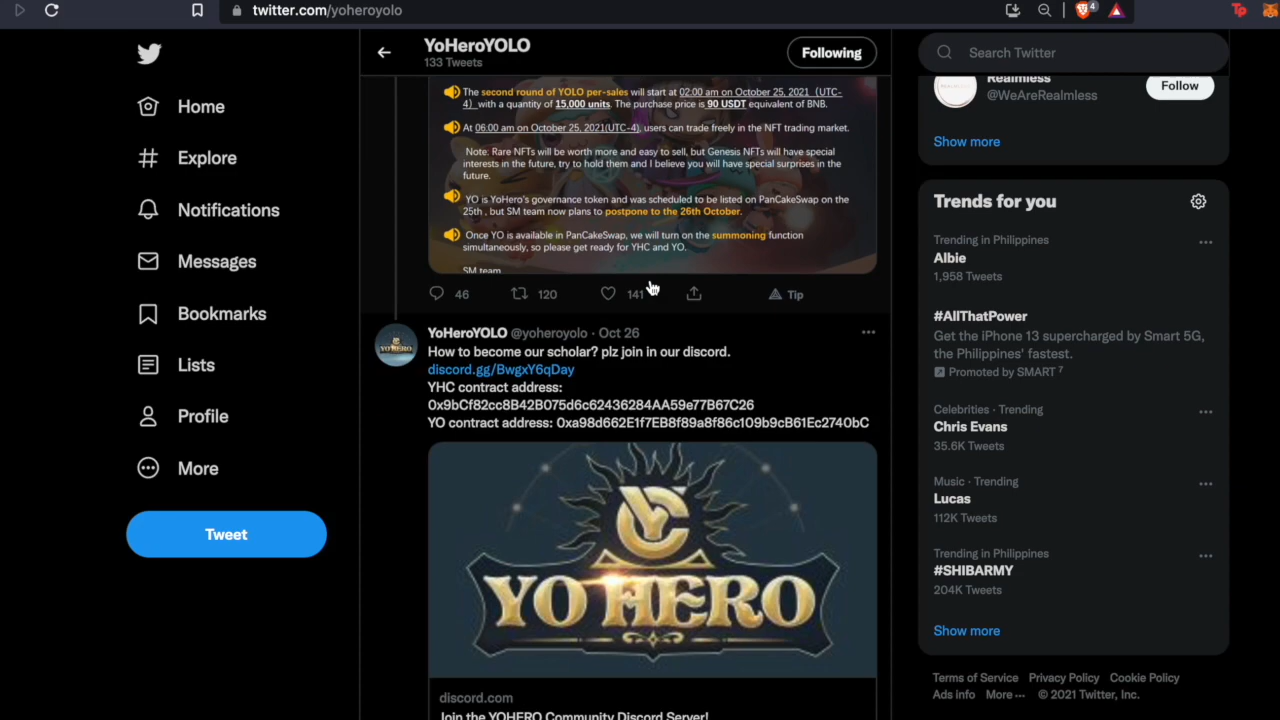 twitter.com/yoheroyolo
4
Tp
Home
Explore
Notifications
Messages
Bookmarks
Lists
Profile
More
Tweet
YoHeroYOLO
133 Tweets
Following
The second round of YOLO per-sales will start at 02:00 am on October 25, 2021 (UTC-
4) with a quantity of 15,000 units. The purchase price is 90 USDT equivalent of BNB.
At 06:00 am on October 25, 2021(UTC-4), users can trade freely in the NFT trading market.
Note: Rare NFTs will be worth more and easy to sell, but Genesis NFTs will have special
interests in the future, try to hold them and I believe you will have special surprises in the
future.
YO is YoHero's governance token and was scheduled to be listed on PanCakeSwap on the
25th , but SM team now plans to postpone to the 26th October.
Once YO is available in PanCakeSwap, we will turn on the summoning function
simultaneously, so please get ready for YHC and YO.
SM team
46 120 141 Tip
YoHeroYOLO @yoheroyolo · Oct 26
How to become our scholar? plz join in our discord.
discord.gg/BwgxY6qDay
YHC contract address:
0x9bCf82cc8B42B075d6c62436284AA59e77B67C26
YO contract address: 0xa98d662E1f7EB8f89a8f86c109b9cB61Ec2740bC
YC
YO HERO
discord.com
Join the YOHERO Community Discord Server!
Search Twitter
Realmless
@WeAreRealmless
Follow
Show more
Trends for you
Trending in Philippines
Albie
1,958 Tweets
#AllThatPower
Get the iPhone 13 supercharged by Smart 5G,
the Philippines' fastest.
Promoted by SMART ⁷
Celebrities · Trending
Chris Evans
35.6K Tweets
Music · Trending
Lucas
112K Tweets
Trending in Philippines
#SHIBARMY
204K Tweets
Show more
Terms of Service Privacy Policy Cookie Policy
Ads info More ··· © 2021 Twitter, Inc.